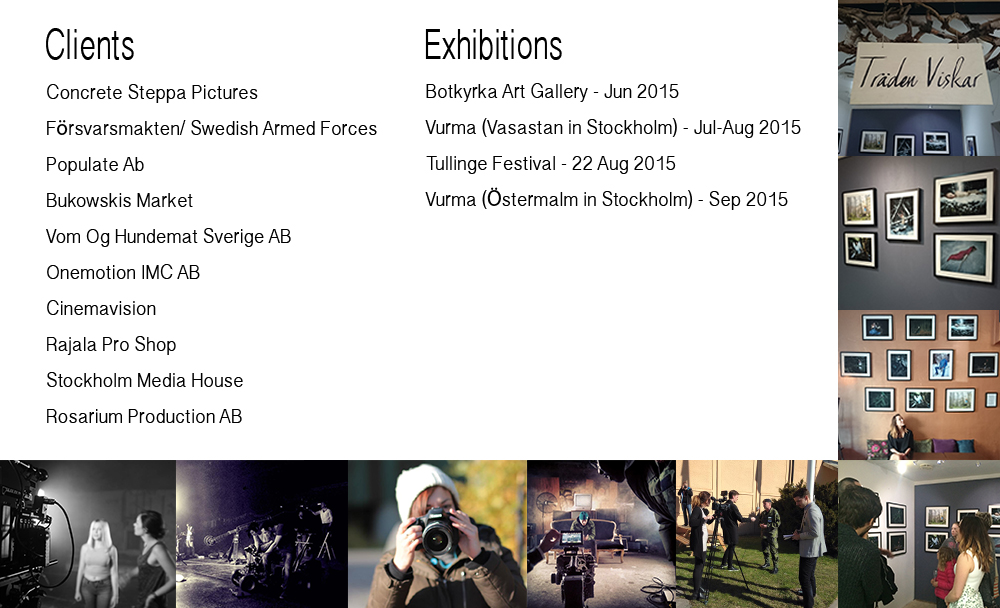 Clients
Concrete Steppa Pictures
Försvarsmakten/ Swedish Armed Forces
Populate Ab
Bukowskis Market
Vom Og Hundemat Sverige AB
Onemotion IMC AB
Cinemavision
Rajala Pro Shop
Stockholm Media House
Rosarium Production AB
Exhibitions
Botkyrka Art Gallery - Jun 2015
Vurma (Vasastan in Stockholm) - Jul-Aug 2015
Tullinge Festival - 22 Aug 2015
Vurma (Östermalm in Stockholm) - Sep 2015
Träden Viskar